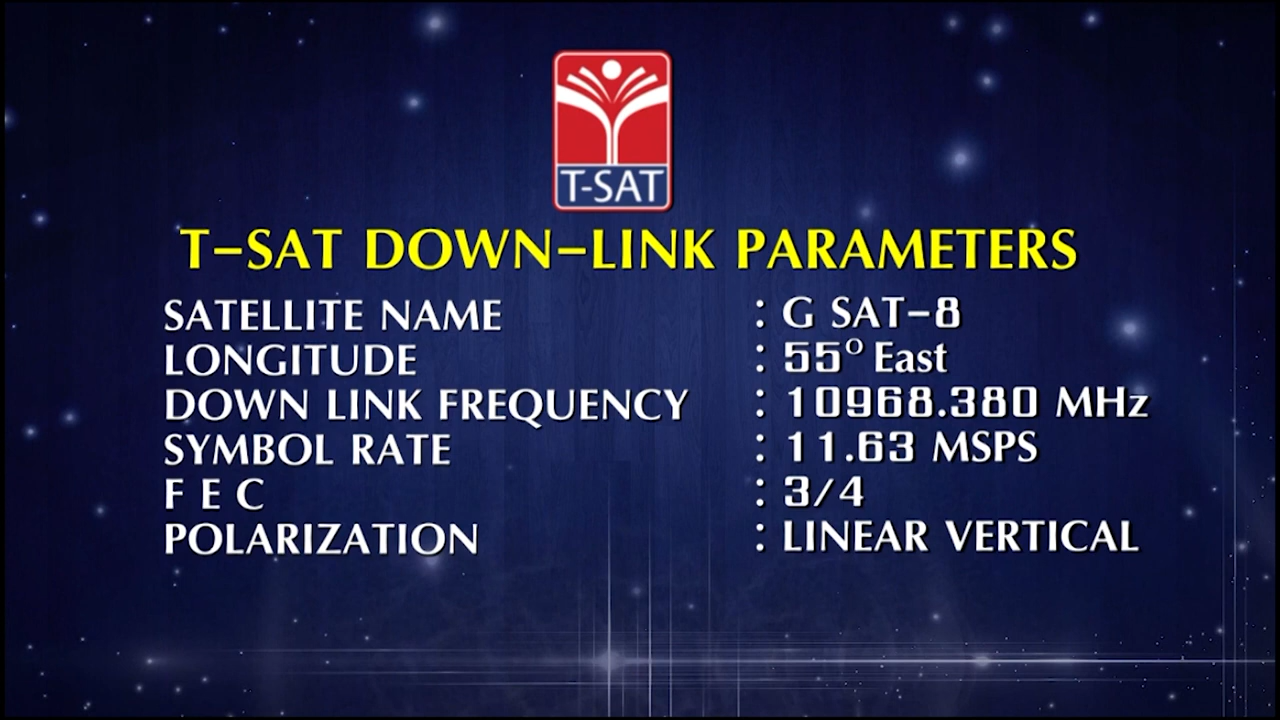 T-SAT
T-SAT DOWN-LINK PARAMETERS
SATELLITE NAME : G SAT-8
LONGITUDE : 55° East
DOWN LINK FREQUENCY : 10968.380 MHz
SYMBOL RATE : 11.63 MSPS
F E C : 3/4
POLARIZATION : LINEAR VERTICAL